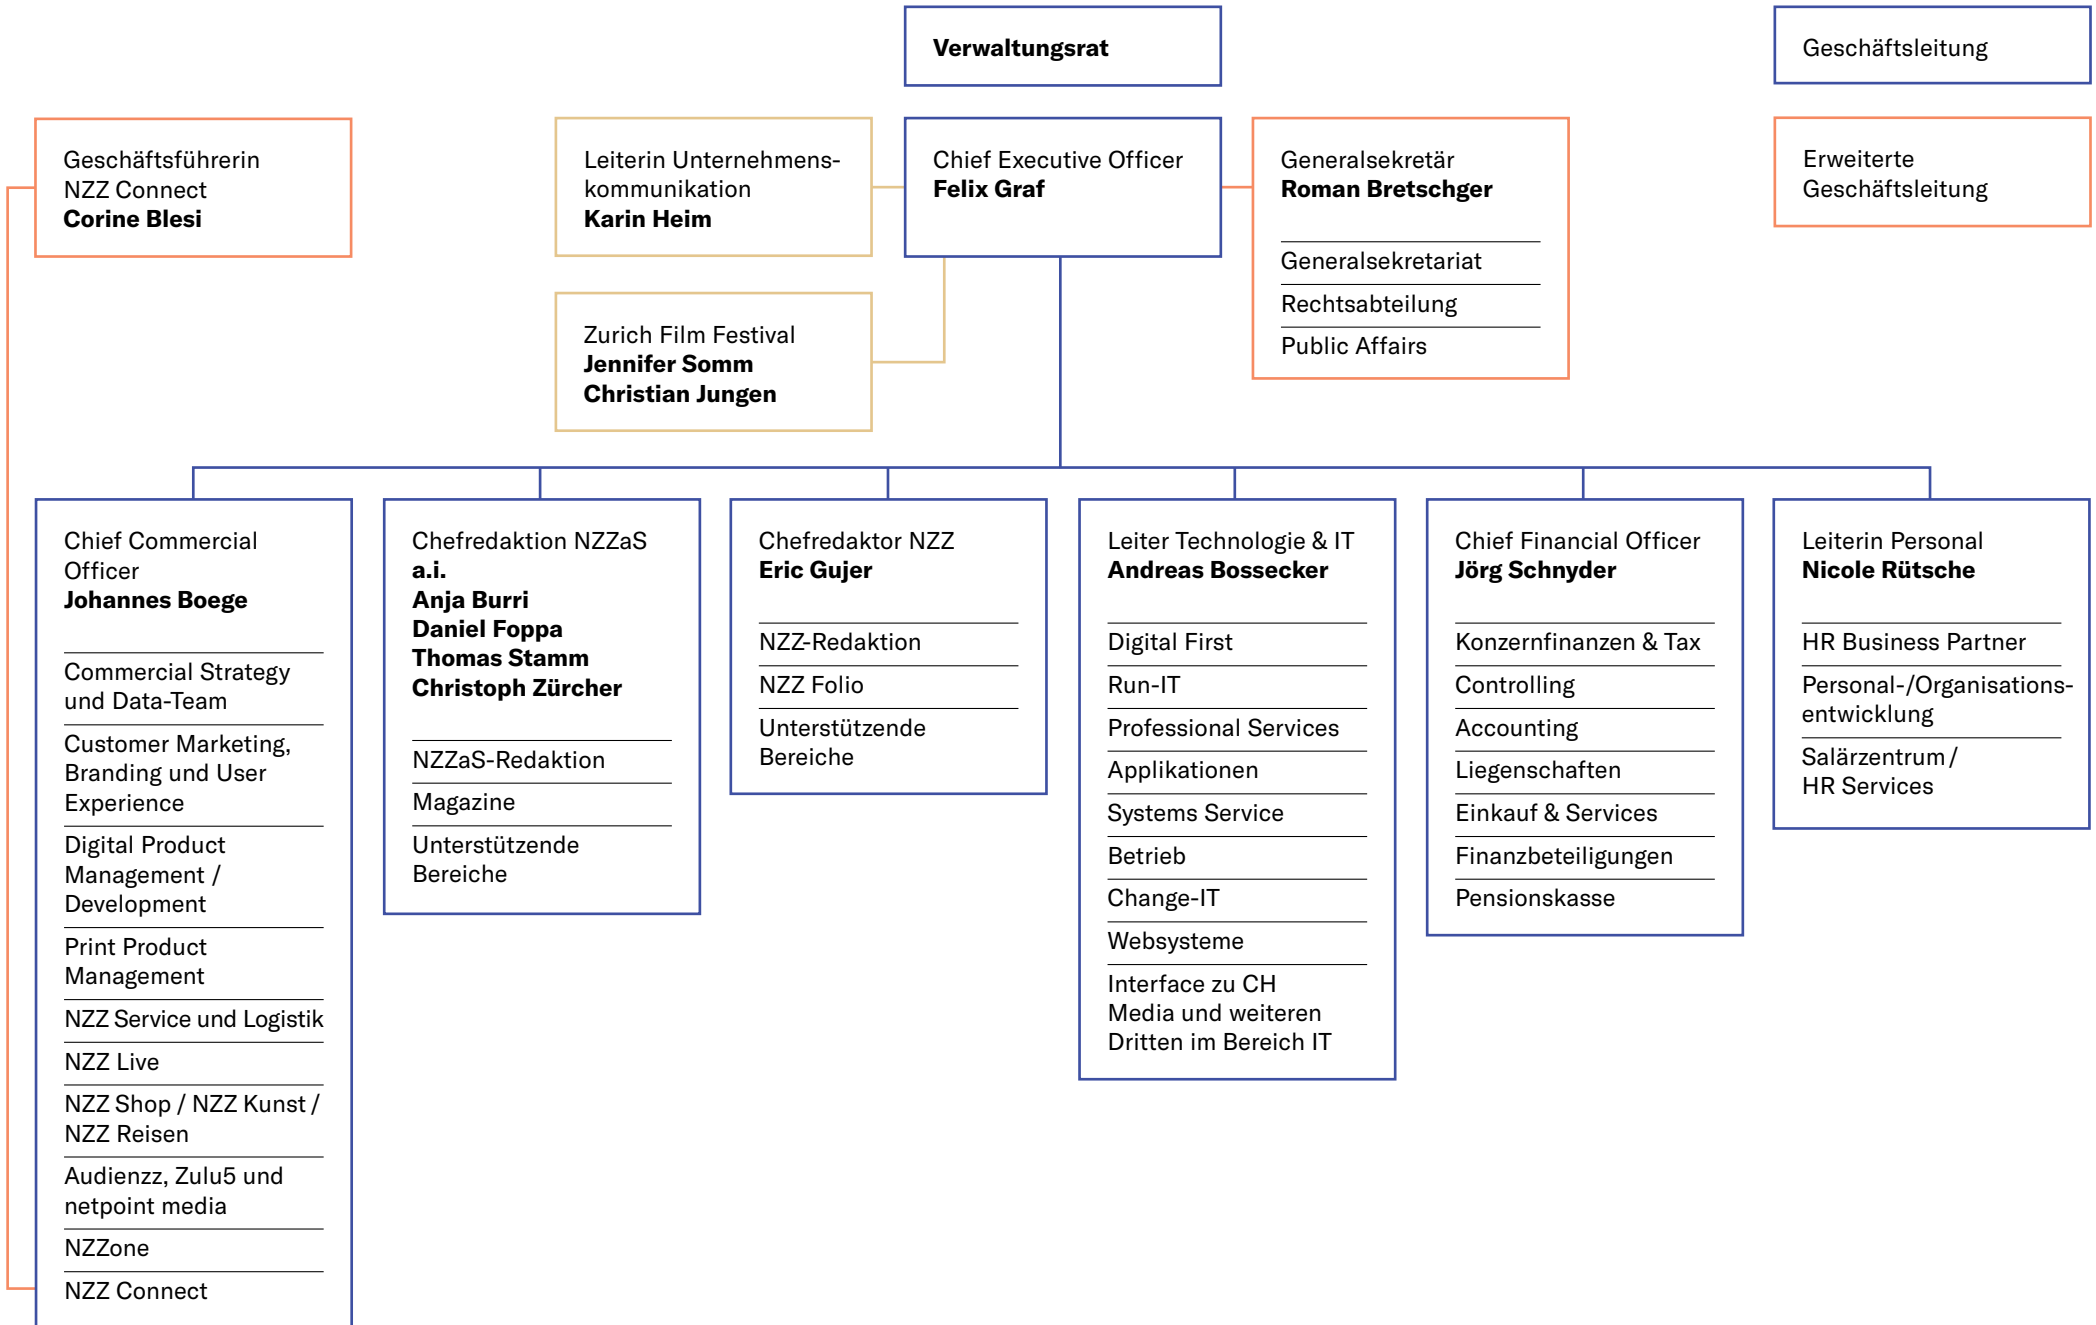 Verwaltungsrat
Geschäftsleitung
Geschäftsführerin
NZZ Connect
Corine Blesi
Leiterin Unternehmens-
kommunikation
Karin Heim
Chief Executive Officer
Felix Graf
Generalsekretär
Roman Bretschger
Generalsekretariat
Rechtsabteilung
Public Affairs
Erweiterte
Geschäftsleitung
Zurich Film Festival
Jennifer Somm
Christian Jungen
Chief Commercial
Officer
Johannes Boege
Commercial Strategy
und Data-Team
Customer Marketing,
Branding und User
Experience
Digital Product
Management /
Development
Print Product
Management
NZZ Service und Logistik
NZZ Live
NZZ Shop / NZZ Kunst /
NZZ Reisen
Audienzz, Zulu5 und
netpoint media
NZZone
NZZ Connect
Chefredaktion NZZaS
a.i.
Anja Burri
Daniel Foppa
Thomas Stamm
Christoph Zürcher
NZZaS-Redaktion
Magazine
Unterstützende
Bereiche
Chefredaktor NZZ
Eric Gujer
NZZ-Redaktion
NZZ Folio
Unterstützende
Bereiche
Leiter Technologie & IT
Andreas Bossecker
Digital First
Run-IT
Professional Services
Applikationen
Systems Service
Betrieb
Change-IT
Websysteme
Interface zu CH
Media und weiteren
Dritten im Bereich IT
Chief Financial Officer
Jörg Schnyder
Konzernfinanzen & Tax
Controlling
Accounting
Liegenschaften
Einkauf & Services
Finanzbeteiligungen
Pensionskasse
Leiterin Personal
Nicole Rütsche
HR Business Partner
Personal-/Organisations-
entwicklung
Salärzentrum /
HR Services